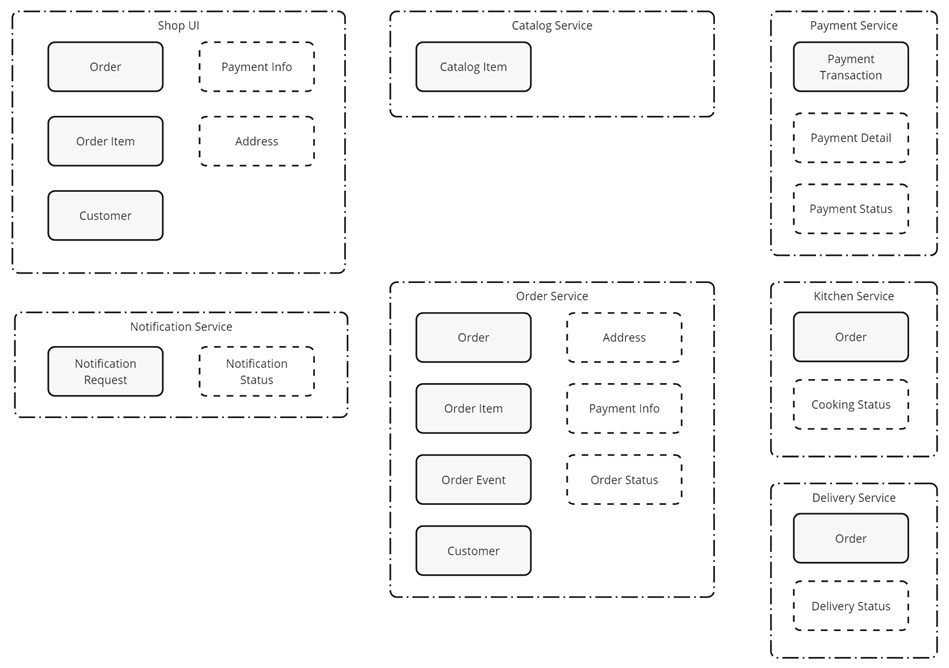 Shop UI
Order
Payment Info
Order Item
Address
Customer
Notification Service
Notification
Request
Notification
Status
Catalog Service
Catalog Item
Order Service
Order
Address
Order Item
Payment Info
Order Event
Order Status
Customer
Payment Service
Payment
Transaction
Payment Detail
Payment Status
Kitchen Service
Order
Cooking Status
Delivery Service
Order
Delivery Status